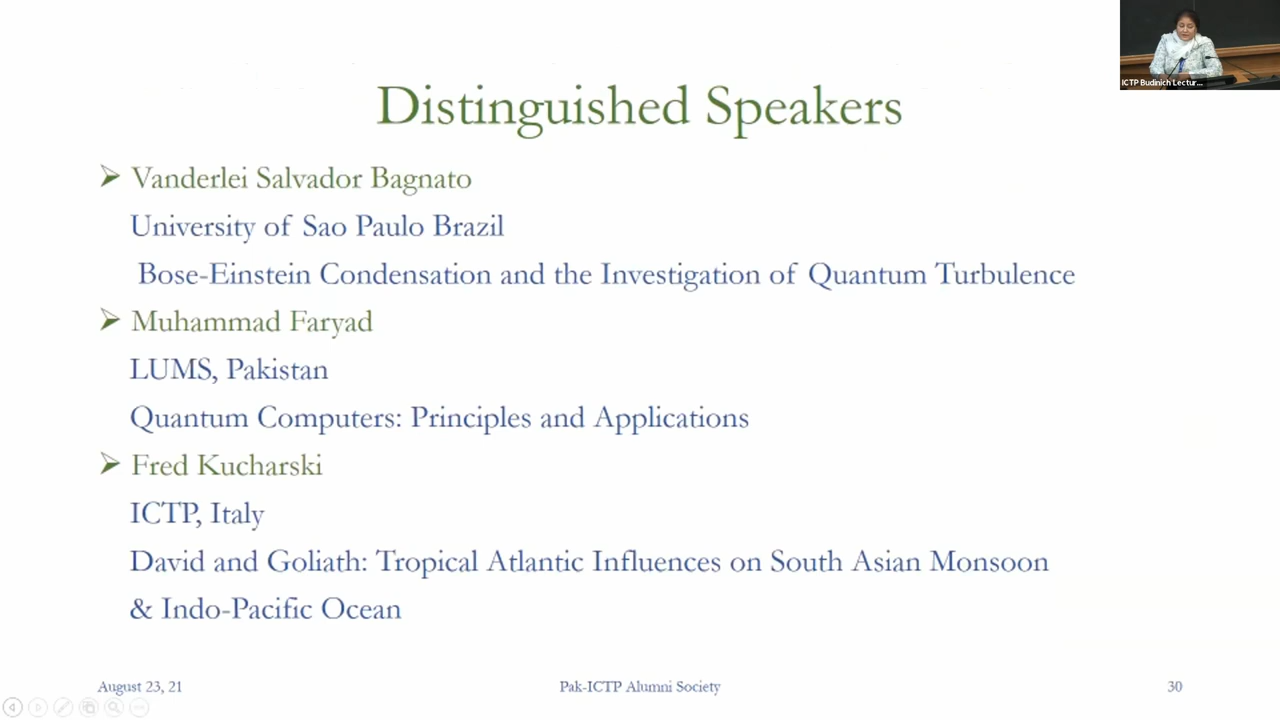 ICTP Budinich Lectur...
Distinguished Speakers
➢ Vanderlei Salvador Bagnato
University of Sao Paulo Brazil
Bose-Einstein Condensation and the Investigation of Quantum Turbulence
➢ Muhammad Faryad
LUMS, Pakistan
Quantum Computers: Principles and Applications
➢ Fred Kucharski
ICTP, Italy
David and Goliath: Tropical Atlantic Influences on South Asian Monsoon
& Indo-Pacific Ocean
August 23, 21
Pak-ICTP Alumni Society
30